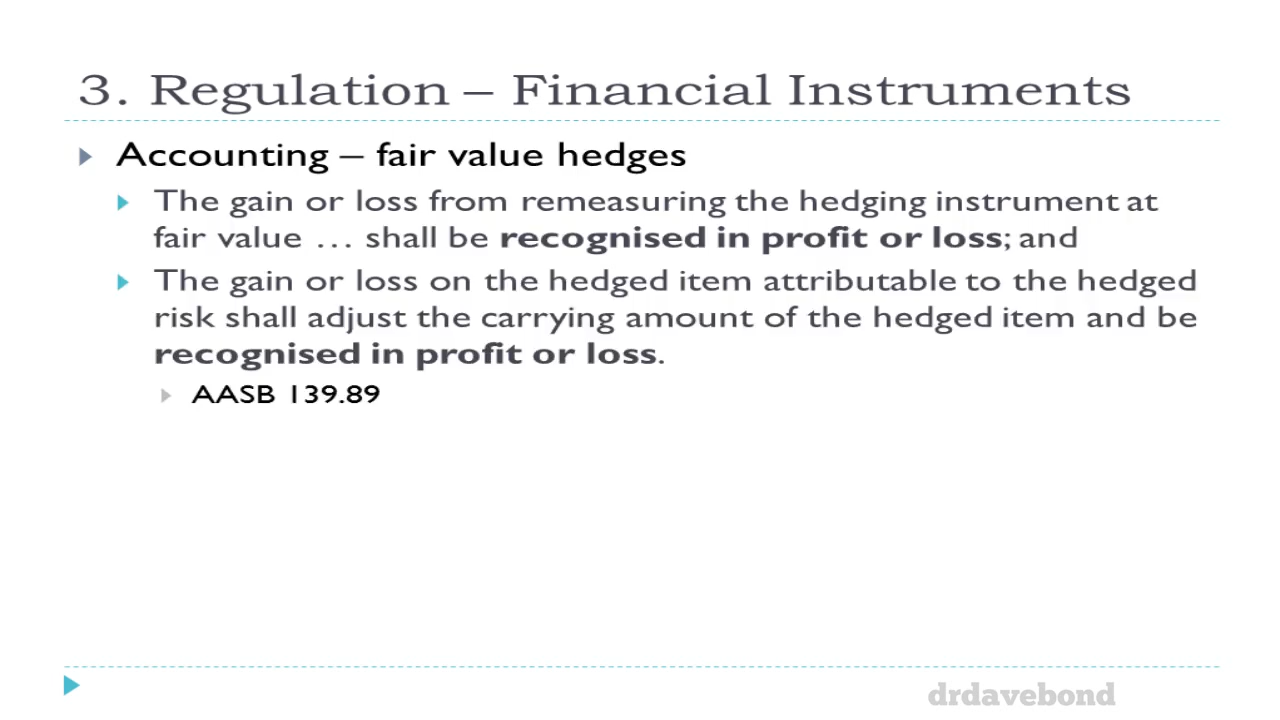 3. Regulation – Financial Instruments
Accounting – fair value hedges
The gain or loss from remeasuring the hedging instrument at
fair value … shall be recognised in profit or loss; and
The gain or loss on the hedged item attributable to the hedged
risk shall adjust the carrying amount of the hedged item and be
recognised in profit or loss.
AASB 139.89
drdavebond